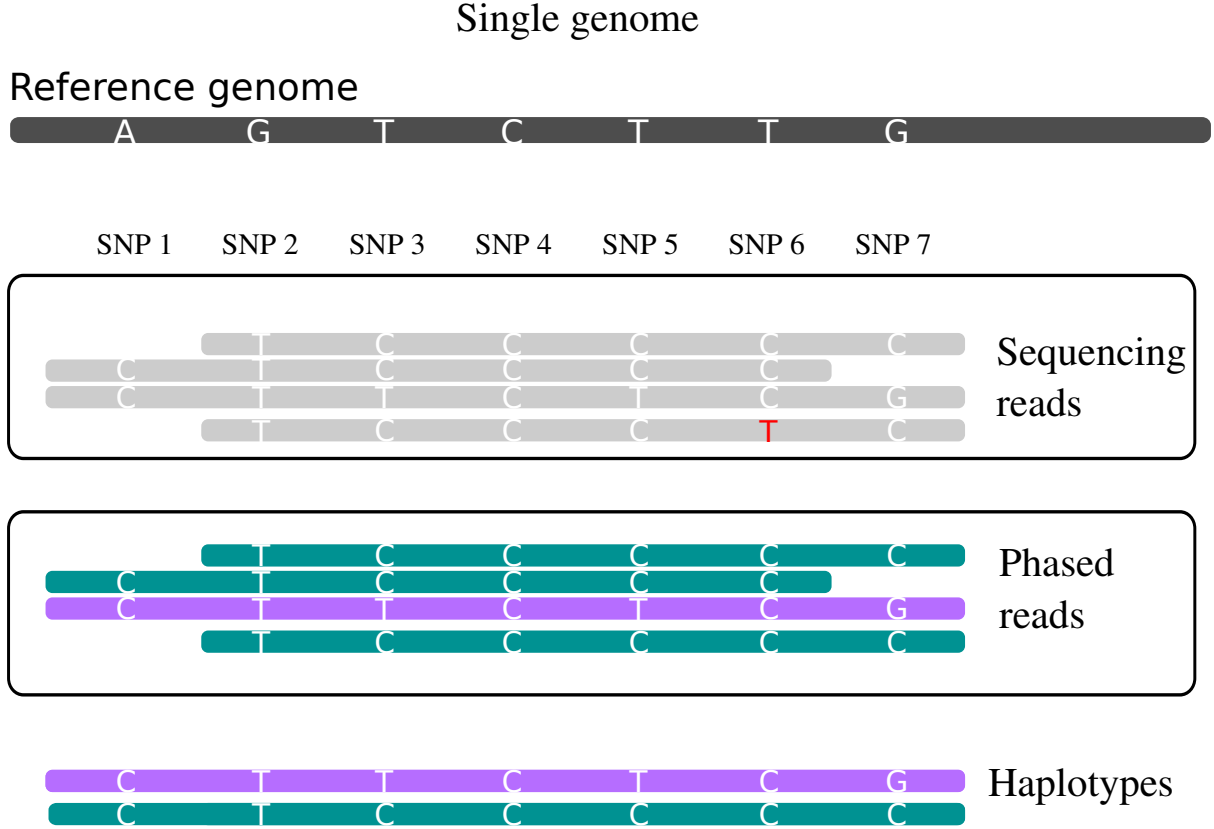 Single genome
Reference genome
A G T C T T G
SNP 1 SNP 2 SNP 3 SNP 4 SNP 5 SNP 6 SNP 7
T C C C C C
C T C C C C
C T T C T C G
T C C C T C
Sequencing
reads
T C C C C C
C T C C C C
C T T C T C G
T C C C C C
Phased
reads
C T T C T C G
C T C C C C C
Haplotypes